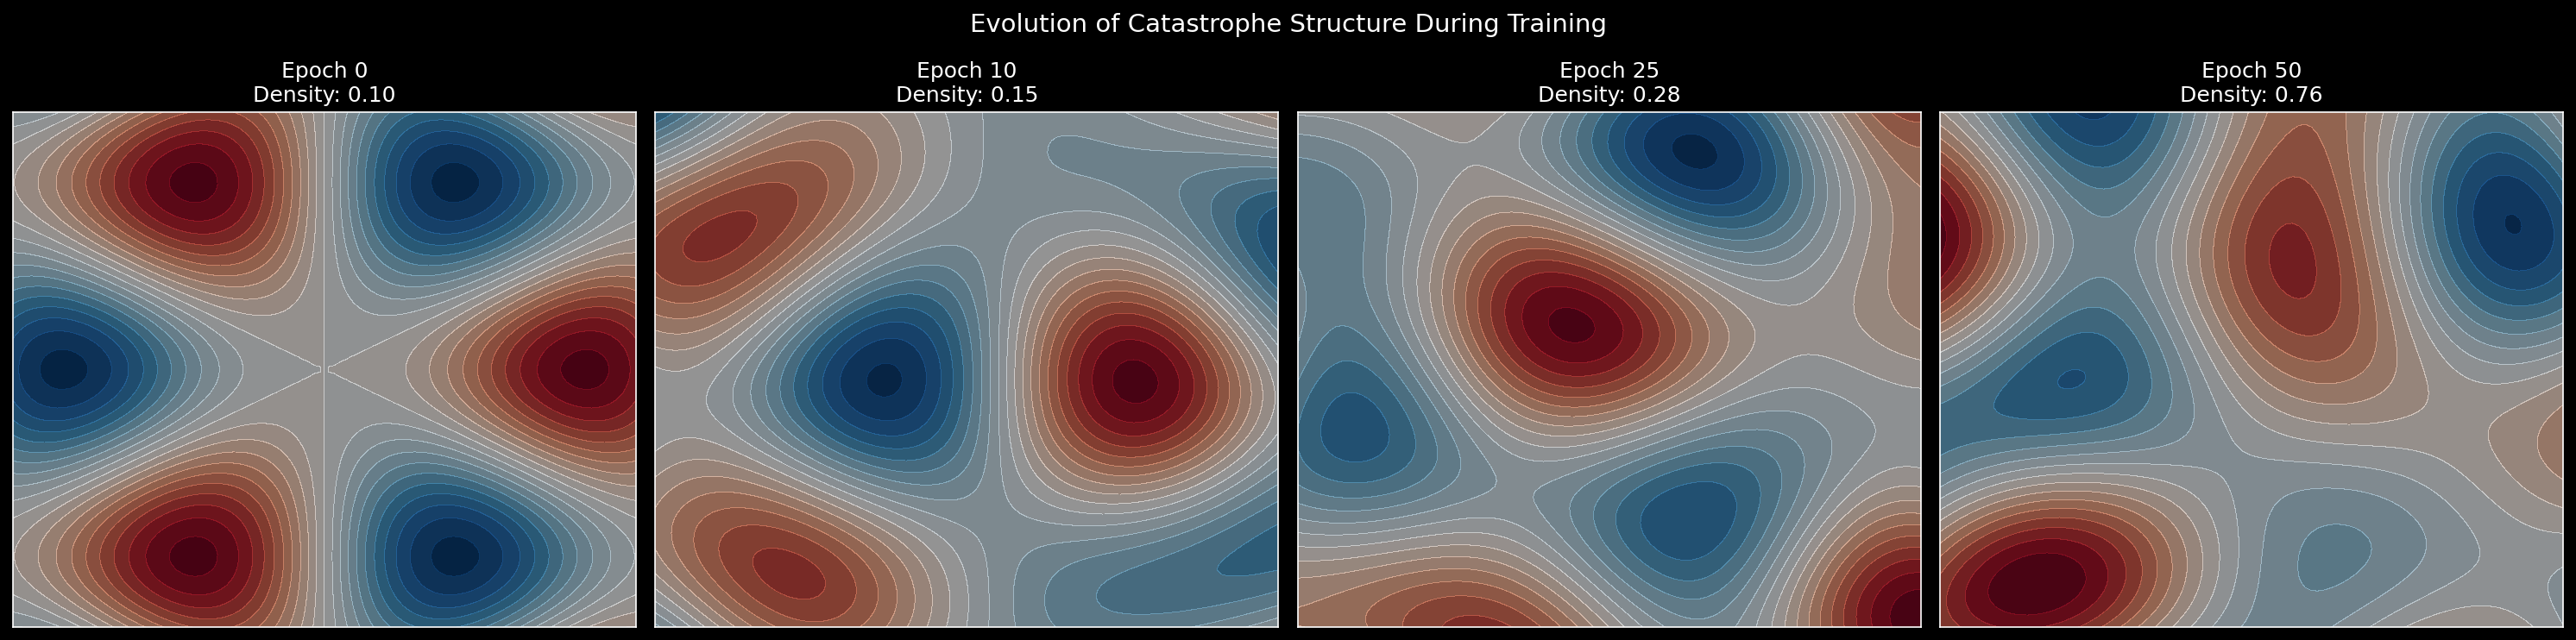 Evolution of Catastrophe Structure During Training
Epoch 0
Density: 0.10
Epoch 10
Density: 0.15
Epoch 25
Density: 0.28
Epoch 50
Density: 0.76